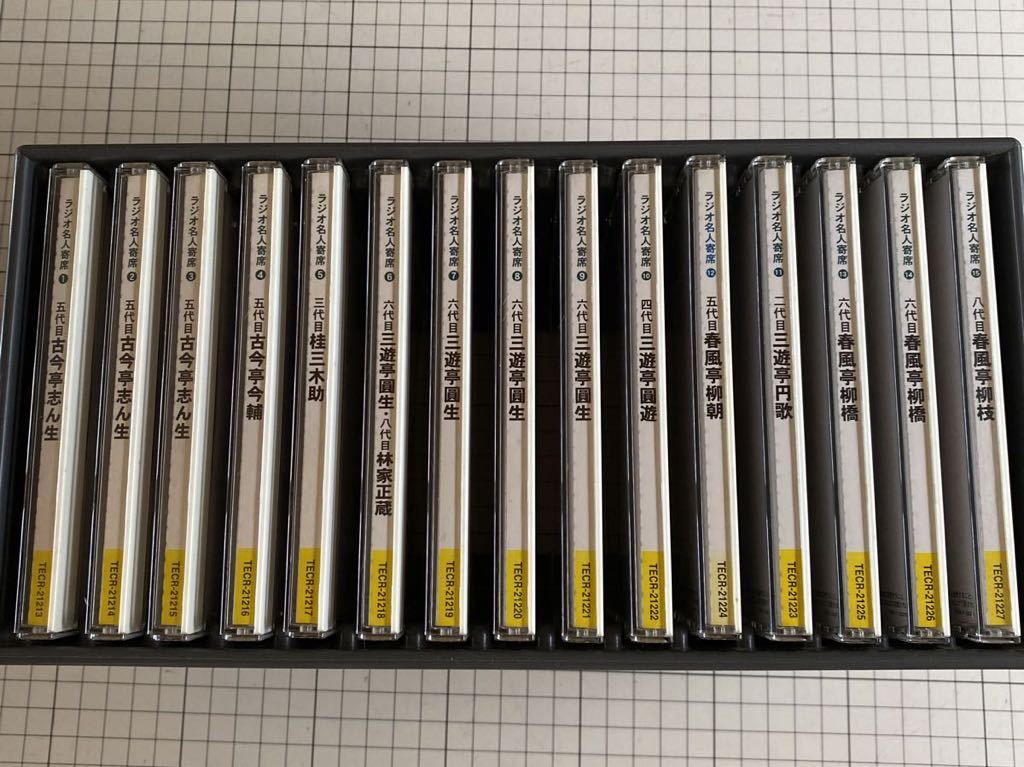 ラジオ名人寄席 1 五代目 古今亭志ん生 TECR-21213
ラジオ名人寄席 2 五代目 古今亭志ん生 TECR-21214
ラジオ名人寄席 3 五代目 古今亭志ん生 TECR-21215
ラジオ名人寄席 4 五代目 古今亭今輔 TECR-21216
ラジオ名人寄席 5 三代目 桂三木助 TECR-21217
ラジオ名人寄席 6 六代目 三遊亭圓生・八代目 林家正蔵 TECR-21218
ラジオ名人寄席 7 六代目 三遊亭圓生 TECR-21219
ラジオ名人寄席 8 六代目 三遊亭圓生 TECR-21220
ラジオ名人寄席 9 六代目 三遊亭圓生 TECR-21221
ラジオ名人寄席 10 四代目 三遊亭圓遊 TECR-21222
ラジオ名人寄席 12 五代目 春風亭柳朝 TECR-21224
ラジオ名人寄席 11 二代目 三遊亭円歌 TECR-21223
ラジオ名人寄席 13 六代目 春風亭柳橋 TECR-21225
ラジオ名人寄席 14 六代目 春風亭柳橋 TECR-21226
ラジオ名人寄席 15 八代目 春風亭柳枝 TECR-21227